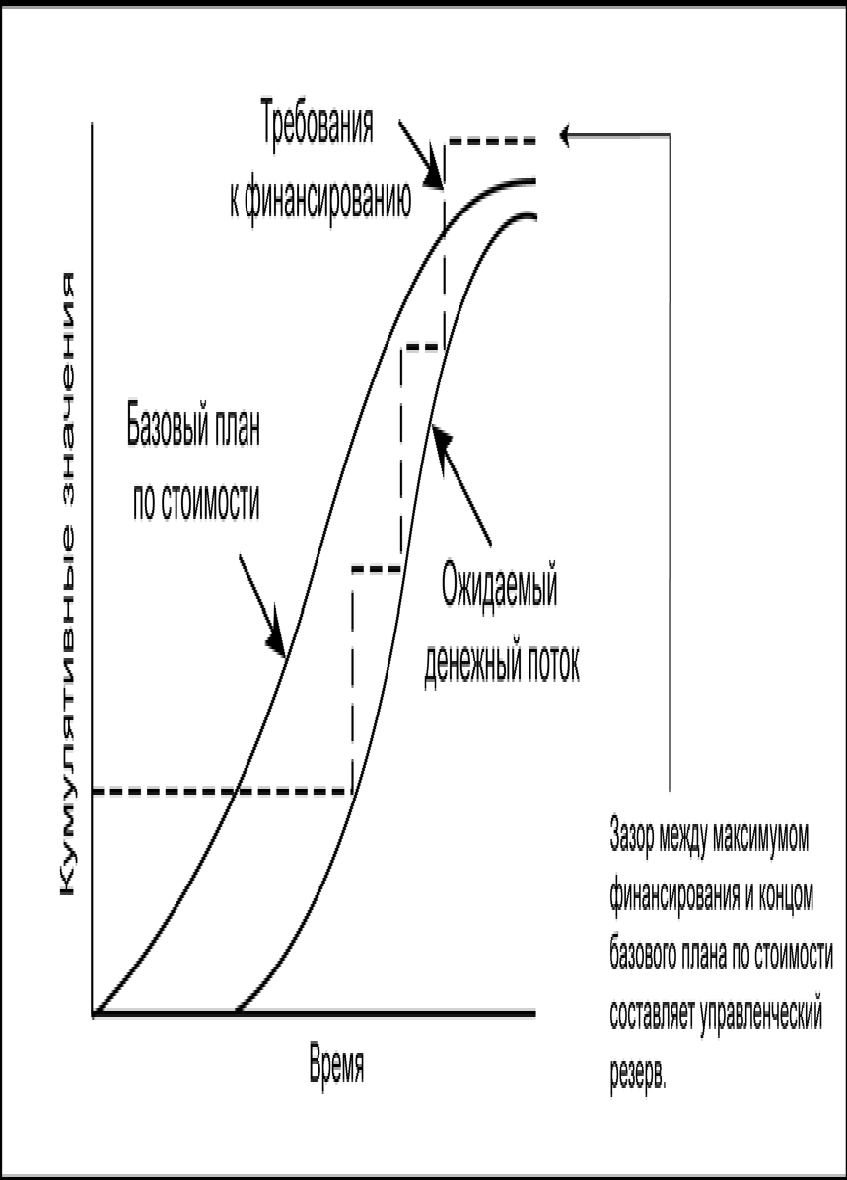 Требования
к финансированию
Кумулятивные значения
Базовый план
по стоимости
Ожидаемый
денежный поток
Зазор между максимумом
финансирования и концом
базового плана по стоимости
составляет управленческий
резерв.
Время